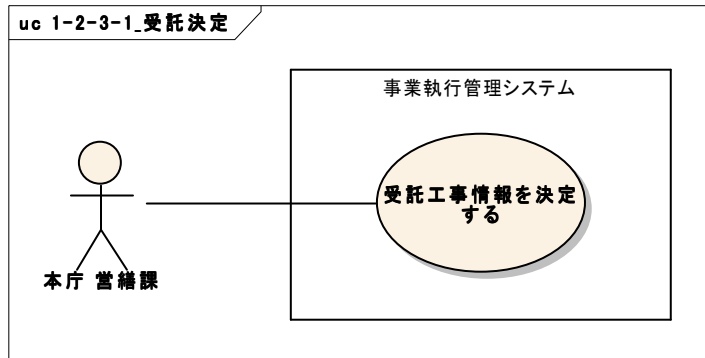 uc 1-2-3-1_受託決定
事業執行管理システム
受託工事情報を決定
する
本庁 営繕課